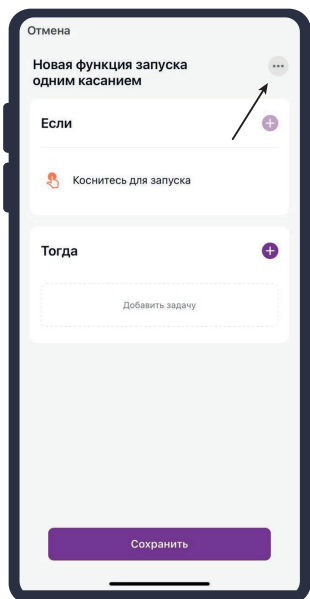 Отмена
Новая функция запуска
одним касанием
Если
Коснитесь для запуска
Тогда
Добавить задачу
Сохранить